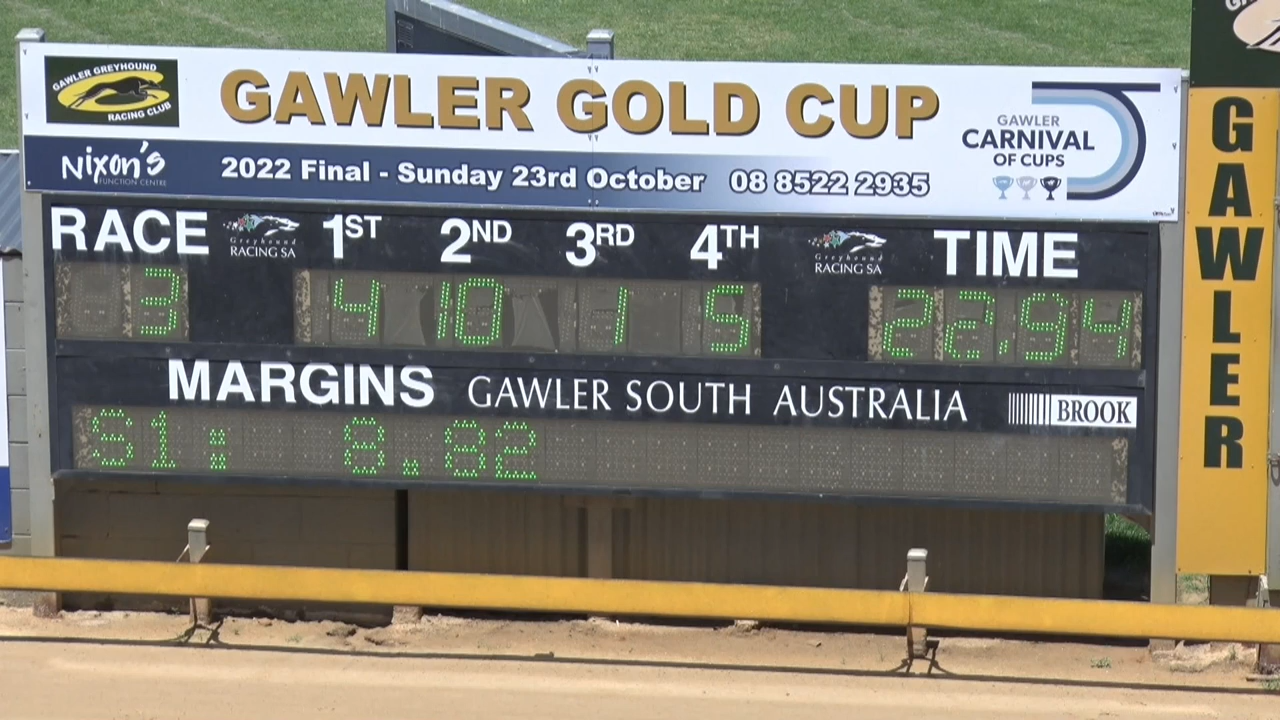 GAWLER GREYHOUND
RACING CLUB
GAWLER GOLD CUP
GAWLER
CARNIVAL
OF CUPS
Nixon's
FUNCTION CENTRE
2022 Final - Sunday 23rd October 08 8522 2935
RACE Greyhound RACING SA 1ST 2ND 3RD 4TH Greyhound RACING SA TIME
3 4 10 1 5 22.94
MARGINS GAWLER SOUTH AUSTRALIA BROOK
S1: 8.82
GAWLER